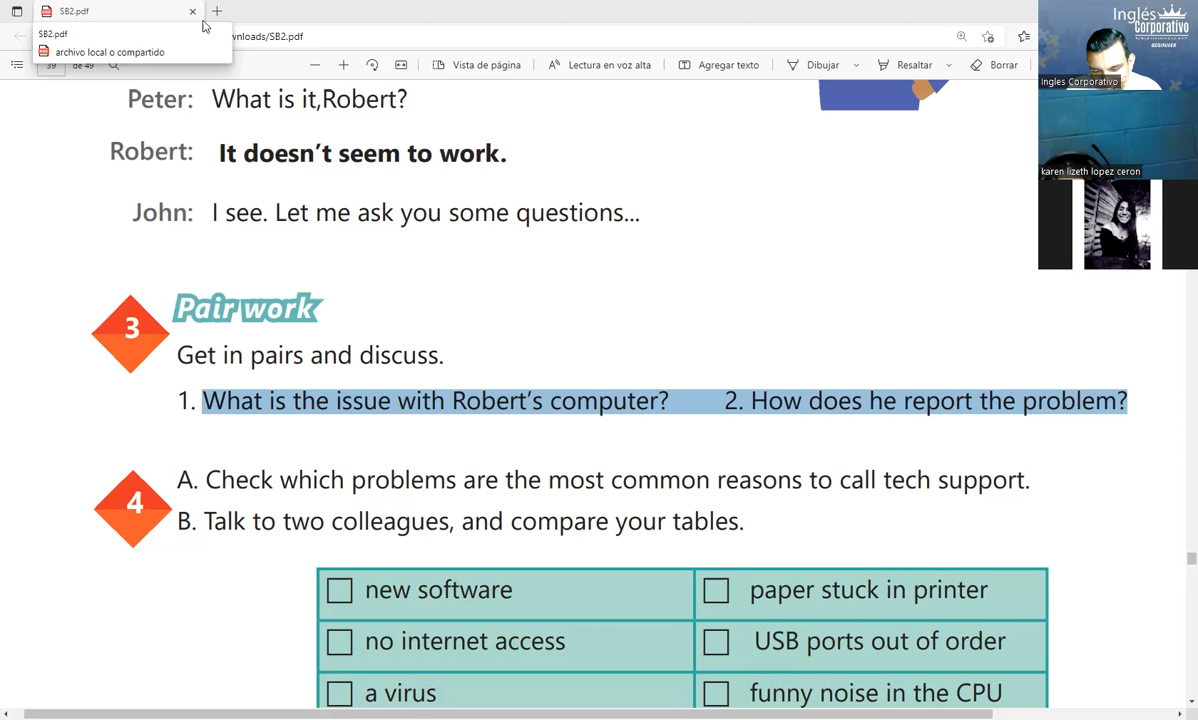 SB2.pdf
SB2.pdf
archivo local o compartido
wnloads/SB2.pdf
39 de 49
Vista de página
Lectura en voz alta
Agregar texto
Dibujar
Resaltar
Borrar
Peter: What is it,Robert?
Robert: It doesn't seem to work.
John: I see. Let me ask you some questions...
3 Pair work
Get in pairs and discuss.
1. What is the issue with Robert's computer? 2. How does he report the problem?
4
A. Check which problems are the most common reasons to call tech support.
B. Talk to two colleagues, and compare your tables.
new software
paper stuck in printer
no internet access
USB ports out of order
a virus
funny noise in the CPU
Inglés
Corporativo
BEGINNER
Ingles Corporativo
karen lizeth lopez ceron